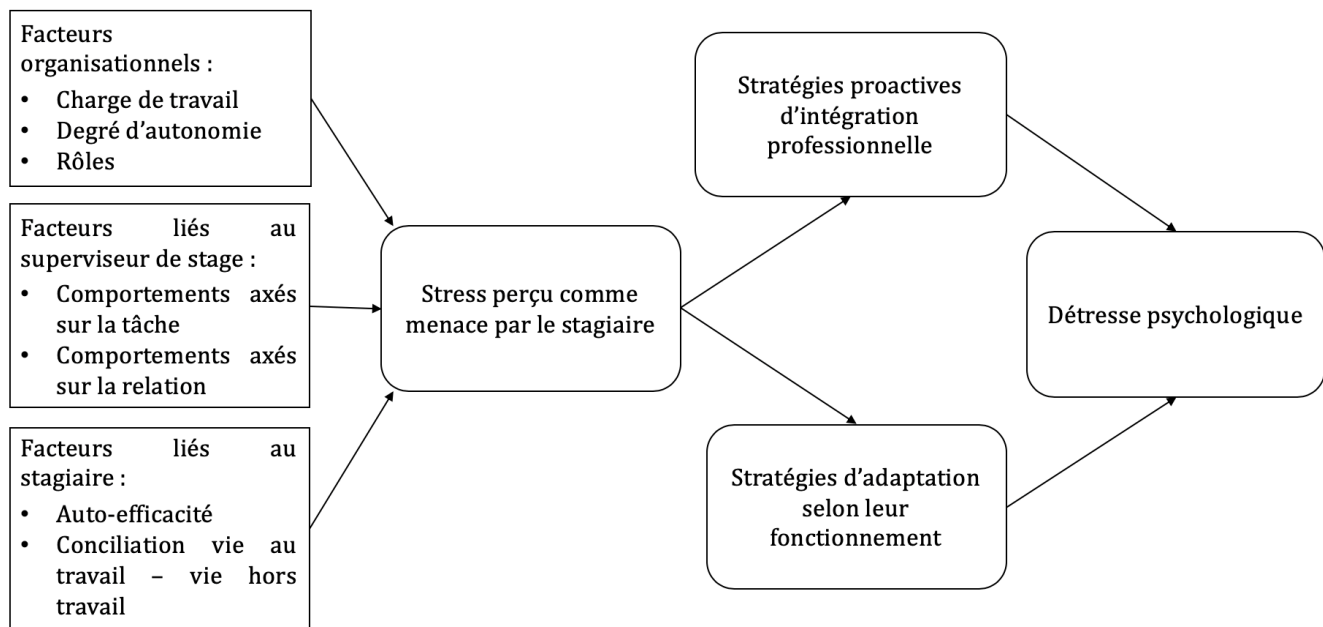 Facteurs
organisationnels :
• Charge de travail
• Degré d’autonomie
• Rôles
Facteurs liés au
superviseur de stage :
• Comportements axés
sur la tâche
• Comportements axés
sur la relation
Facteurs liés au
stagiaire :
• Auto-efficacité
• Conciliation vie au
travail – vie hors
travail
Stress perçu comme
menace par le stagiaire
Stratégies proactives
d’intégration
professionnelle
Stratégies d’adaptation
selon leur
fonctionnement
Détresse psychologique